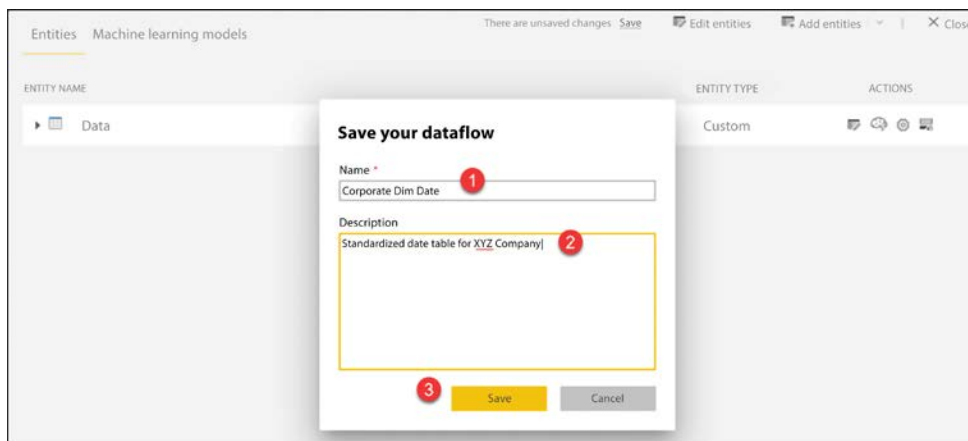 Entities Machine learning models There are unsaved changes Save Edit entities Add entities Close
ENTITY NAME ENTITY TYPE ACTIONS
Data Custom
Save your dataflow
Name *
Corporate Dim Date 1
Description
Standardized date table for XYZ Company 2
3 Save Cancel